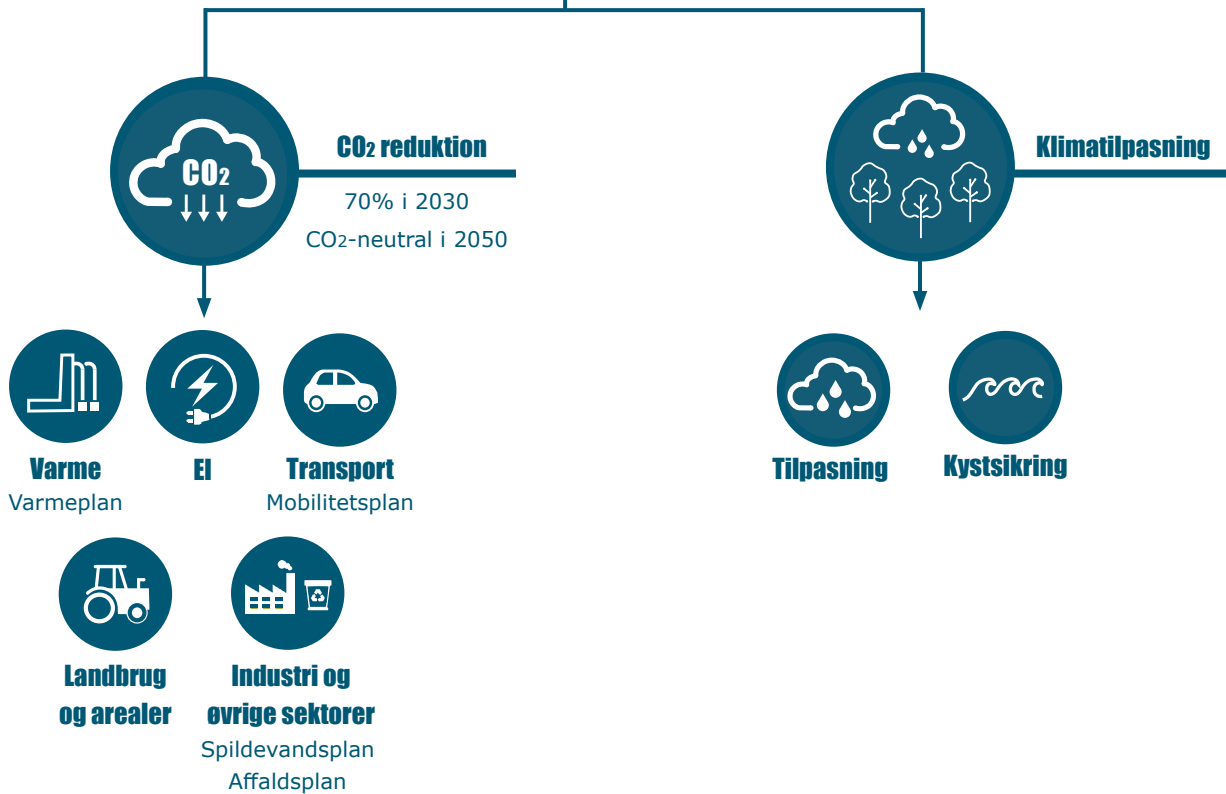 CO2 reduktion
CO2
70% i 2030
CO2-neutral i 2050
Klimatilpasning
Varme
Varmeplan
El
Transport
Mobilitetsplan
Tilpasning
Kystsikring
Landbrug
og arealer
Industri og
øvrige sektorer
Spildevandsplan
Affaldsplan